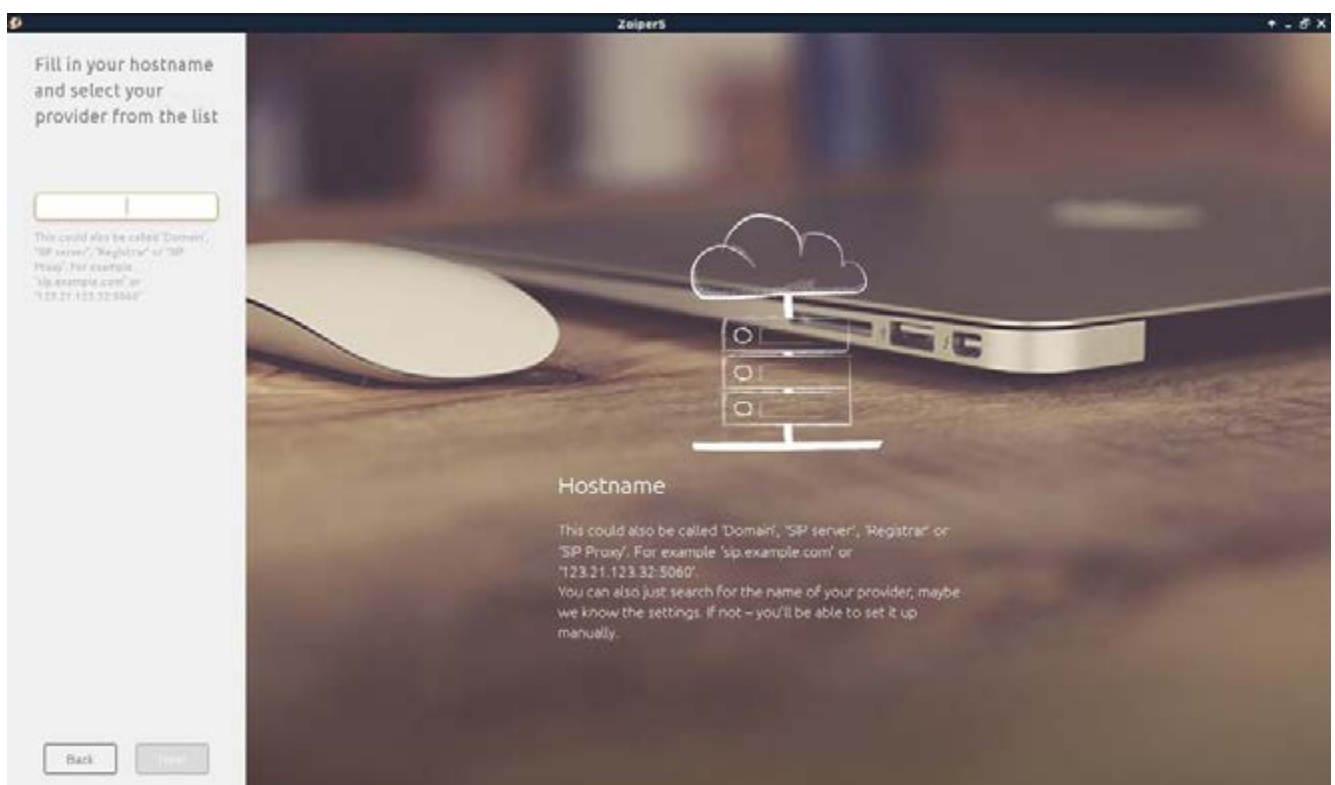 Zoiper5
Fill in your hostname
and select your
provider from the list
This could also be called 'Domain',
'SIP server', 'Registrar' or 'SIP
Proxy'. For example
'sip.example.com' or
'123.21.123.32:5060'
Back
Next
Hostname
This could also be called 'Domain', 'SIP server', 'Registrar' or
'SIP Proxy'. For example 'sip.example.com' or
'123.21.123.32:5060'.
You can also just search for the name of your provider, maybe
we know the settings. If not – you'll be able to set it up
manually.